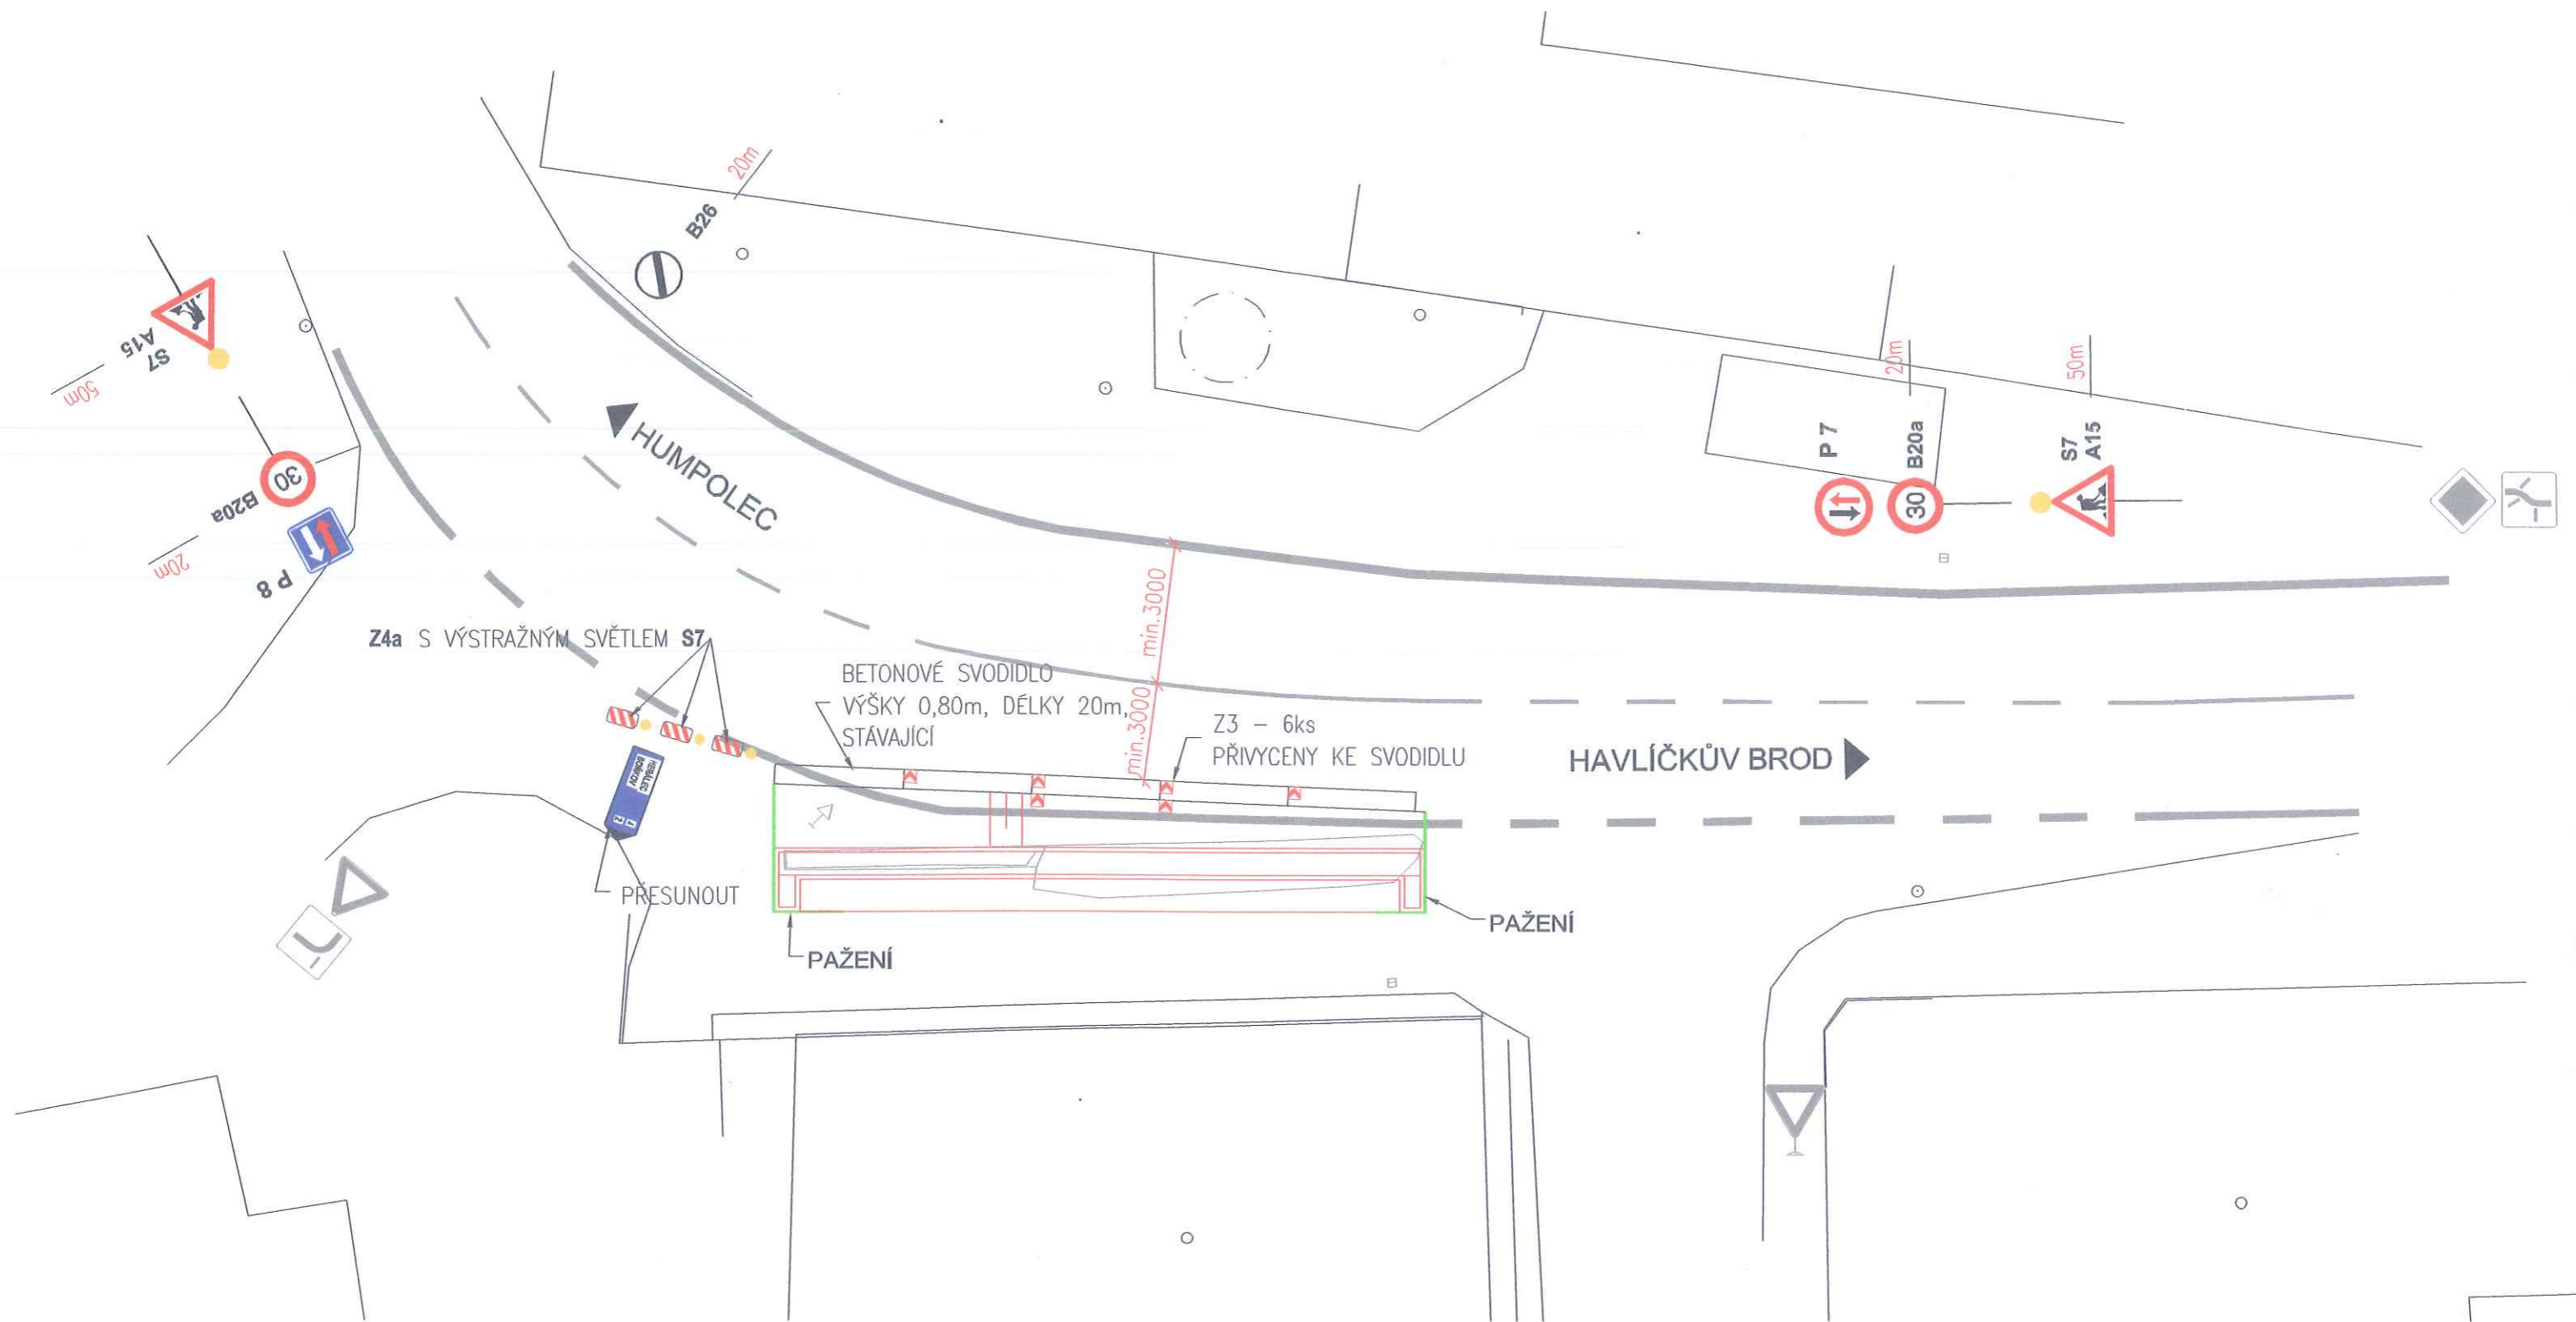 20m
B26
S7
A15
50m
30
B20a
20m
P 8
HUMPOLEC
20m
50m
P 7
30
B20a
S7
A15
min.3000
min.3000
Z4a S VÝSTRAŽNÝM SVĚTLEM S7
BETONOVÉ SVODIDLO
VÝŠKY 0,80m, DÉLKY 20m,
STÁVAJÍCÍ
Z3 – 6ks
PŘIVYCENY KE SVODIDLU
HAVLÍČKŮV BROD
HERÁLEC
PŘESUNOUT
PAŽENÍ
PAŽENÍ